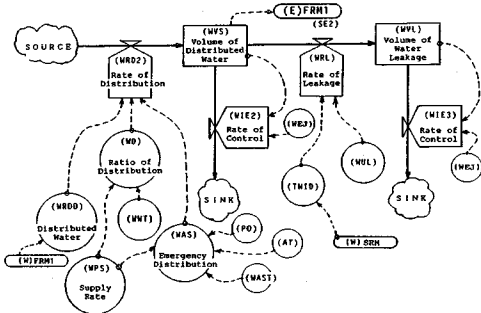 (E)FRM1
(SE2)
(WVS)
Volume of
Distributed
Water
(WVL)
Volume of
Water
Leakage
SOURCE
(WRD2)
Rate of
Distribution
(WRL)
Rate of
Leakage
(WIE2)
Rate of
Control
(WEJ)
(WIE3)
Rate of
Control
(WEJ)
(WD)
Ratio of
Distribution
(WUL)
(TWID)
SINK
SINK
(WRDD)
Distributed
Water
(WWT)
(WAS)
Emergency
Distribution
(PO)
(AT)
(WAST)
(W)SRM
(W)FRM1
(WPS)
Supply
Rate